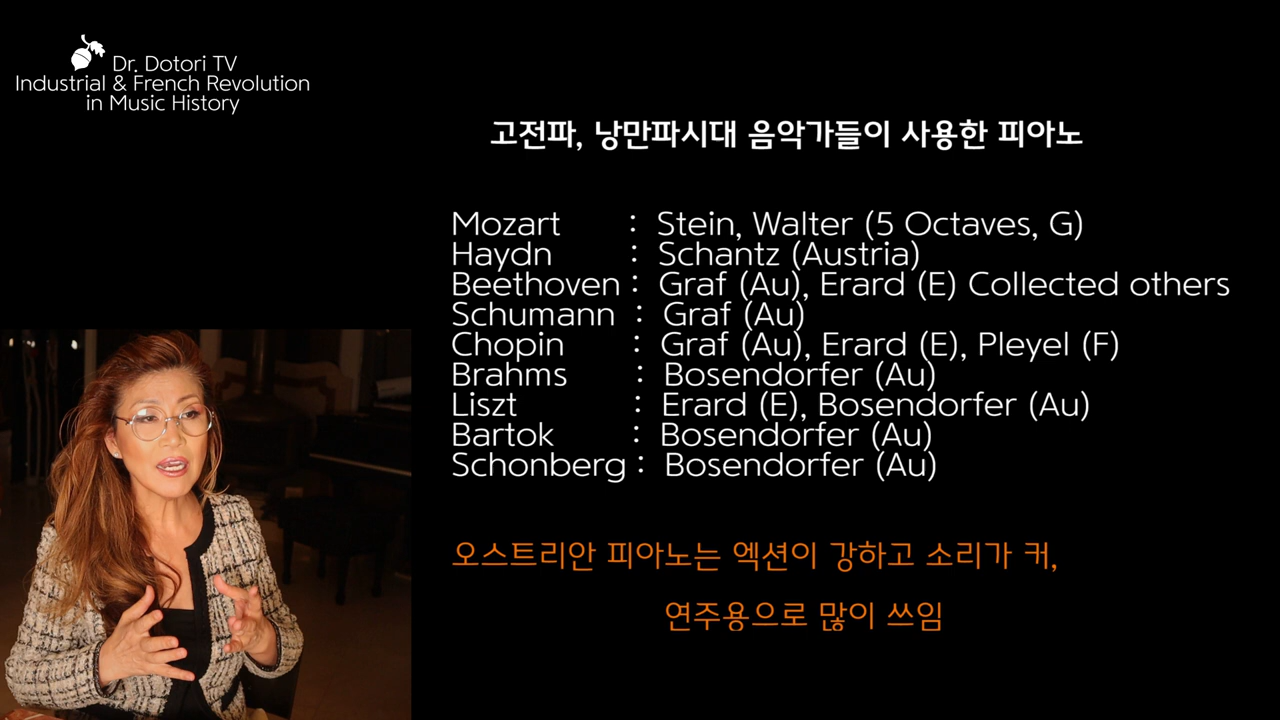 Dr. Dotori TV
Industrial & French Revolution
in Music History
고전파, 낭만파시대 음악가들이 사용한 피아노
Mozart : Stein, Walter (5 Octaves, G)
Haydn : Schantz (Austria)
Beethoven : Graf (Au), Erard (E) Collected others
Schumann : Graf (Au)
Chopin : Graf (Au), Erard (E), Pleyel (F)
Brahms : Bosendorfer (Au)
Liszt : Erard (E), Bosendorfer (Au)
Bartok : Bosendorfer (Au)
Schonberg : Bosendorfer (Au)
오스트리안 피아노는 엑션이 강하고 소리가 커,
연주용으로 많이 쓰임